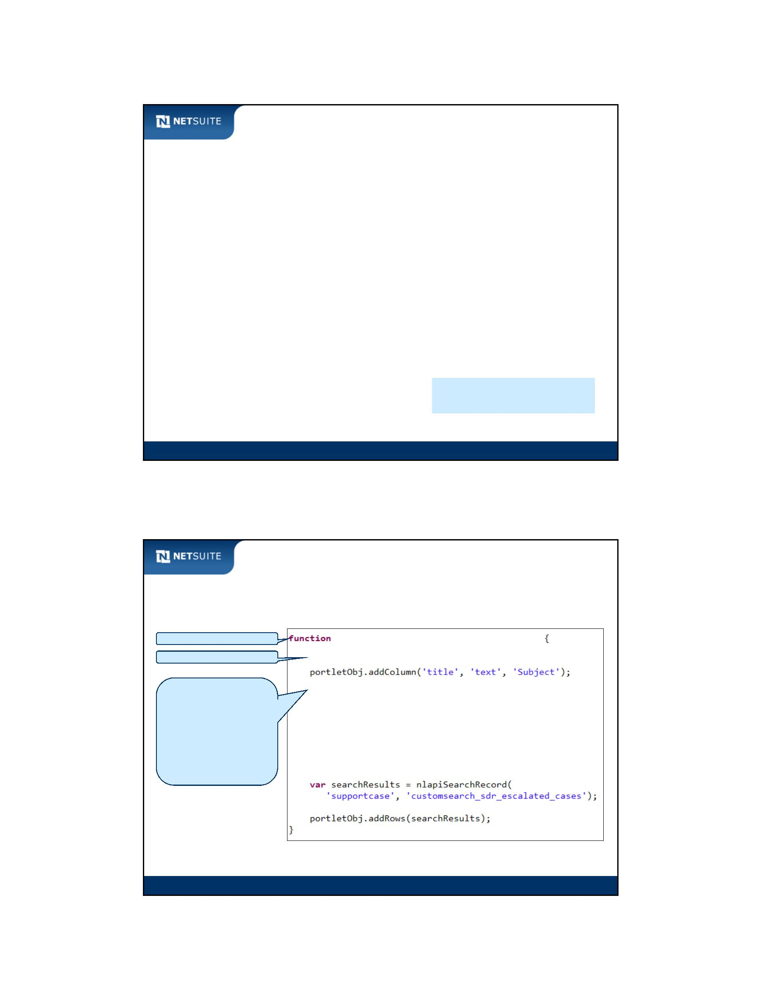 NETSUITE
NETSUITE
function {
portletObj.addColumn('title', 'text', 'Subject');
var searchResults = nlapiSearchRecord(
'supportcase', 'customsearch_sdr_escalated_cases');
portletObj.addRows(searchResults);
}